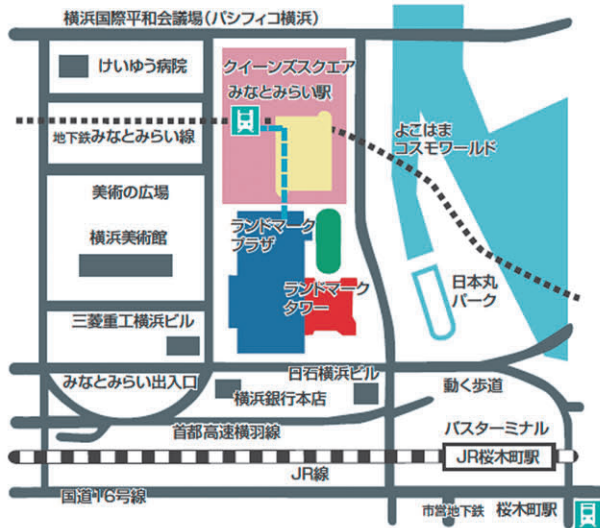 横浜国際平和会議場(パシフィコ横浜)
けいゆう病院
クイーンズスクエア
みなとみらい駅
地下鉄みなとみらい線
よこはま
コスモワールド
美術の広場
横浜美術館
ランドマーク
プラザ
ランドマーク
タワー
日本丸
パーク
三菱重工横浜ビル
みなとみらい出入口
日石横浜ビル
横浜銀行本店
動く歩道
首都高速横羽線
バスターミナル
JR桜木町駅
JR線
国道16号線
市営地下鉄 桜木町駅